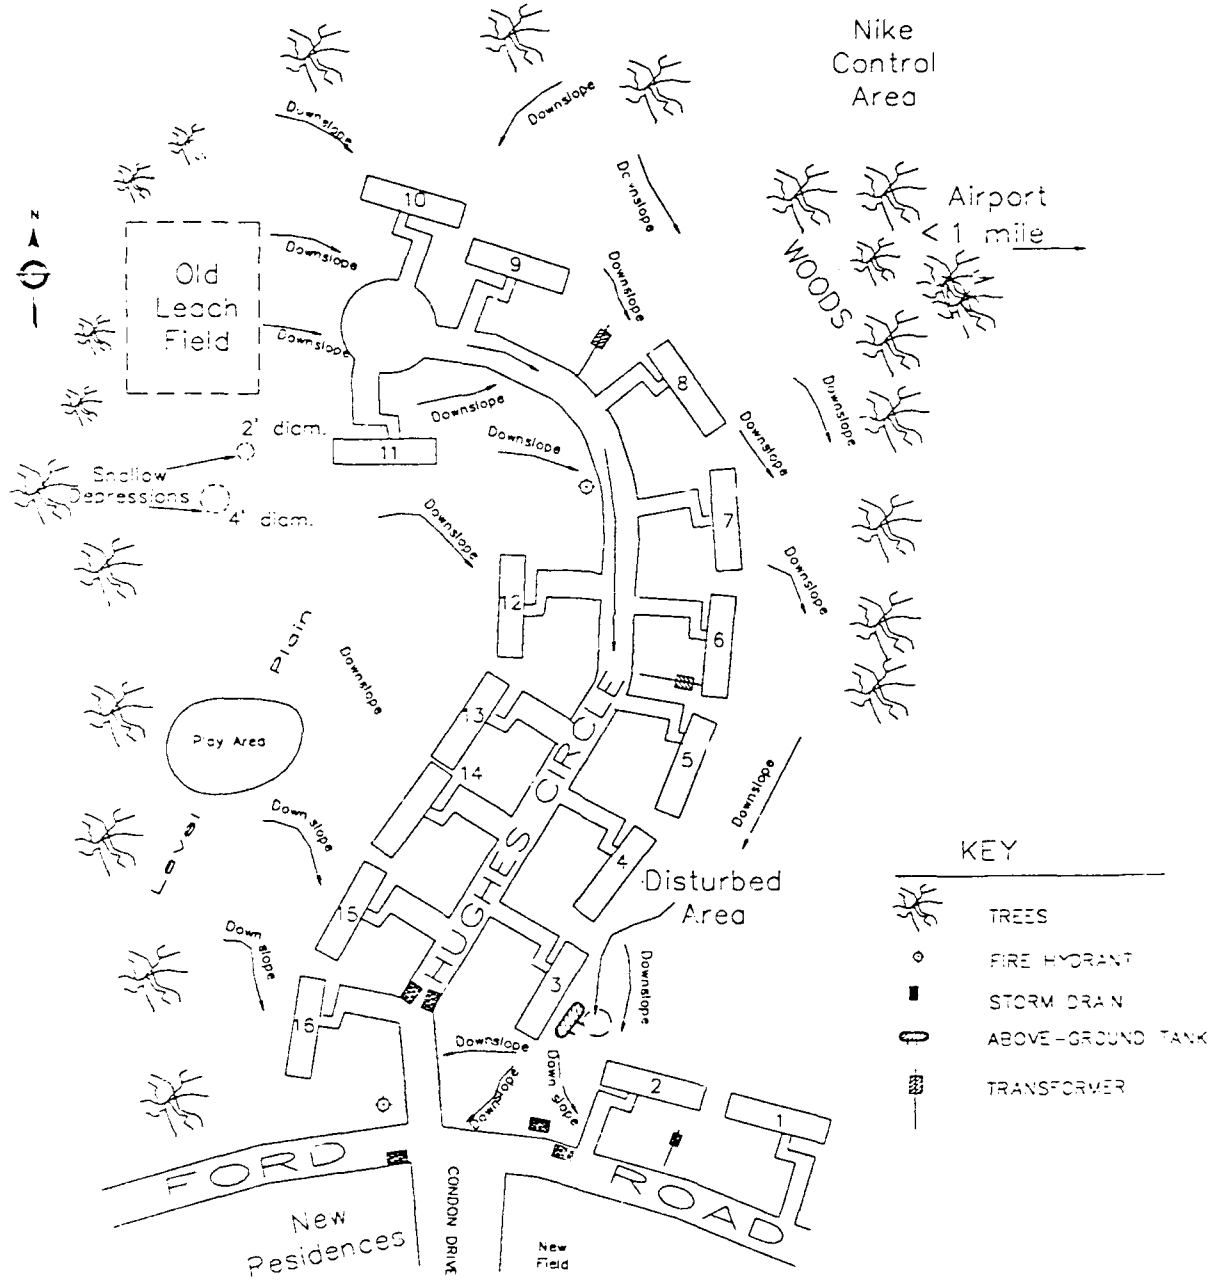 Nike
Control
Area
Downslope
Downslope
Downslope
N
10
Airport
< 1 mile
WOODS
Old
Leach
Field
Downslope
9
Downslope
Downslope
8
Downslope
Downslope
Downslope
Downslope
2' diam.
11
Shallow
Depressions
4' diam.
Downslope
7
Downslope
12
6
Plain
Downslope
13
Play Area
5
14
Downslope
Level
Down slope
4
HUGHES CIRCLE
KEY
Disturbed
Area
15
TREES
Down slope
3
Downslope
FIRE HYDRANT
STORM DRAIN
16
ABOVE-GROUND TANK
Downslope
Downslope
Down slope
2
TRANSFORMER
1
FORD
ROAD
CONDON DRIVE
New
Residences
New
Field